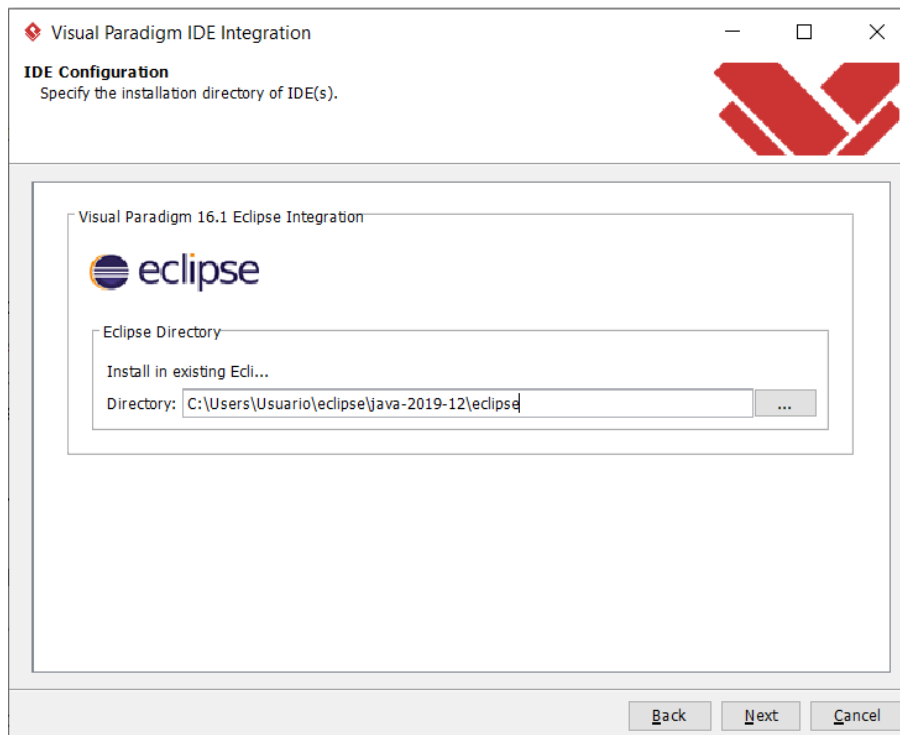 Visual Paradigm IDE Integration
IDE Configuration
Specify the installation directory of IDE(s).
Visual Paradigm 16.1 Eclipse Integration
eclipse
Eclipse Directory
Install in existing Ecli...
Directory: C:\Users\Usuario\eclipse\java-2019-12\eclipse ...
Back Next Cancel